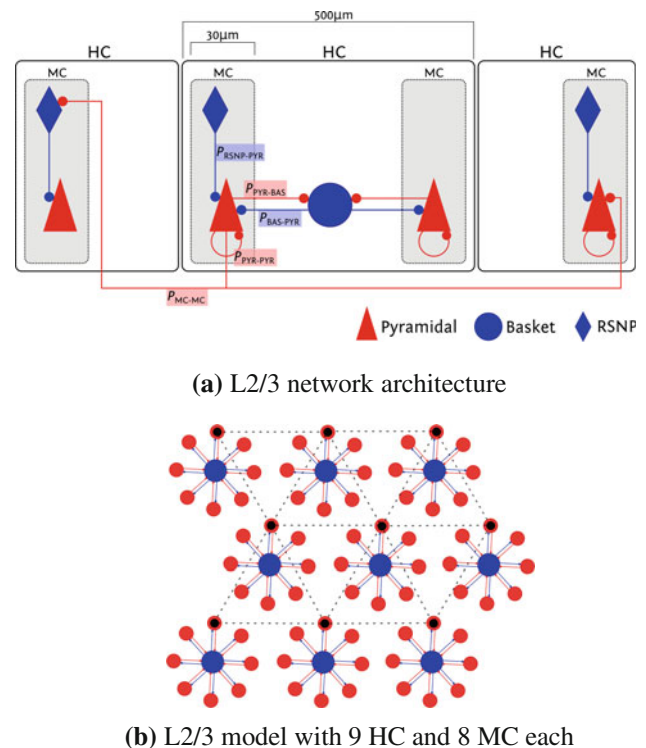 500µm
HC
30µm
HC
HC
MC
MC
MC
MC
PRSNP-PYR
PPYR-BAS
PBAS-PYR
PPYR-PYR
PMC-MC
Pyramidal
Basket
RSNP
(a) L2/3 network architecture
(b) L2/3 model with 9 HC and 8 MC each